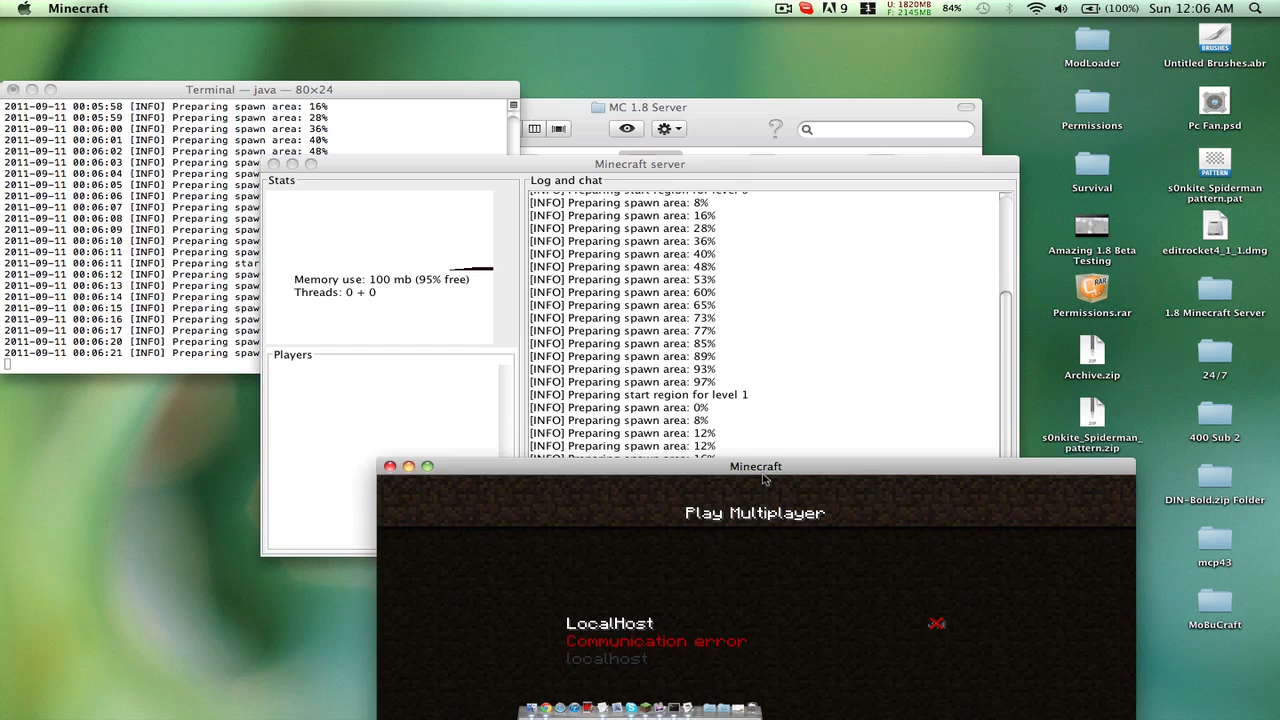 Minecraft
9
U: 1820MB
F: 2145MB
84%
(100%)
Sun 12:06 AM
Terminal — java — 80×24
2011-09-11 00:05:58 [INFO] Preparing spawn area: 16%
2011-09-11 00:05:59 [INFO] Preparing spawn area: 28%
2011-09-11 00:06:00 [INFO] Preparing spawn area: 36%
2011-09-11 00:06:01 [INFO] Preparing spawn area: 40%
2011-09-11 00:06:02 [INFO] Preparing spawn area: 48%
2011-09-11 00:06:03 [INFO] Preparing spaw
2011-09-11 00:06:04 [INFO] Preparing spaw
2011-09-11 00:06:05 [INFO] Preparing spaw
2011-09-11 00:06:06 [INFO] Preparing spaw
2011-09-11 00:06:07 [INFO] Preparing spaw
2011-09-11 00:06:08 [INFO] Preparing spaw
2011-09-11 00:06:09 [INFO] Preparing spaw
2011-09-11 00:06:10 [INFO] Preparing spaw
2011-09-11 00:06:11 [INFO] Preparing spaw
2011-09-11 00:06:11 [INFO] Preparing star
2011-09-11 00:06:12 [INFO] Preparing spaw
2011-09-11 00:06:13 [INFO] Preparing spaw
2011-09-11 00:06:14 [INFO] Preparing spaw
2011-09-11 00:06:15 [INFO] Preparing spaw
2011-09-11 00:06:16 [INFO] Preparing spaw
2011-09-11 00:06:17 [INFO] Preparing spaw
2011-09-11 00:06:20 [INFO] Preparing spaw
2011-09-11 00:06:21 [INFO] Preparing spaw
MC 1.8 Server
Minecraft server
Stats
Memory use: 100 mb (95% free)
Threads: 0 + 0
Players
Log and chat
[INFO] Preparing start region for level 0
[INFO] Preparing spawn area: 8%
[INFO] Preparing spawn area: 16%
[INFO] Preparing spawn area: 28%
[INFO] Preparing spawn area: 36%
[INFO] Preparing spawn area: 40%
[INFO] Preparing spawn area: 48%
[INFO] Preparing spawn area: 53%
[INFO] Preparing spawn area: 60%
[INFO] Preparing spawn area: 65%
[INFO] Preparing spawn area: 73%
[INFO] Preparing spawn area: 77%
[INFO] Preparing spawn area: 85%
[INFO] Preparing spawn area: 89%
[INFO] Preparing spawn area: 93%
[INFO] Preparing spawn area: 97%
[INFO] Preparing start region for level 1
[INFO] Preparing spawn area: 0%
[INFO] Preparing spawn area: 8%
[INFO] Preparing spawn area: 12%
[INFO] Preparing spawn area: 12%
[INFO] Preparing spawn area: 16%
Minecraft
Play Multiplayer
LocalHost
Communication error
localhost
ModLoader
Untitled Brushes.abr
Permissions
Pc Fan.psd
Survival
PATTERN
BRUSHES
s0nkite Spiderman
pattern.pat
Amazing 1.8 Beta
Testing
editrocket4_1_1.dmg
RAR
Permissions.rar
1.8 Minecraft Server
ZIP
Archive.zip
24/7
ZIP
s0nkite_Spiderman_
pattern.zip
400 Sub 2
DIN-Bold.zip Folder
mcp43
MoBuCraft